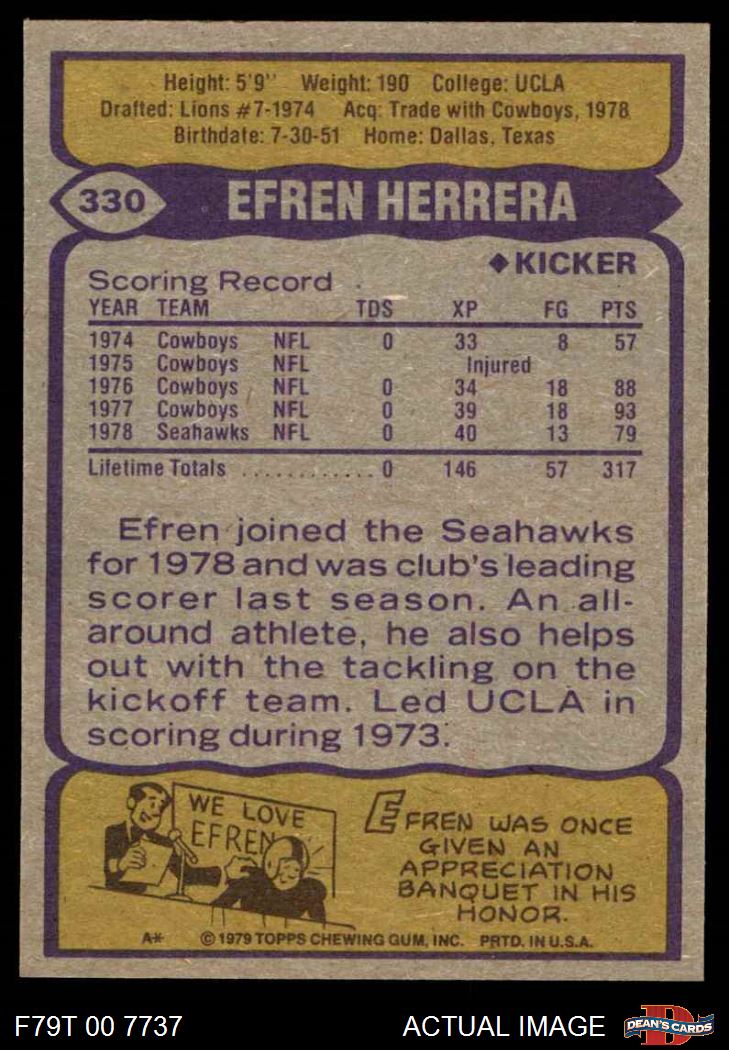 Height: 5'9" Weight: 190 College: UCLA
Drafted: Lions #7-1974 Acq: Trade with Cowboys, 1978
Birthdate: 7-30-51 Home: Dallas, Texas
330 EFREN HERRERA
◆KICKER
Scoring Record
YEAR TEAM TDS XP FG PTS
1974 Cowboys NFL 0 33 8 57
1975 Cowboys NFL Injured
1976 Cowboys NFL 0 34 18 88
1977 Cowboys NFL 0 39 18 93
1978 Seahawks NFL 0 40 13 79
Lifetime Totals ............ 0 146 57 317
Efren joined the Seahawks
for 1978 and was club's leading
scorer last season. An all-
around athlete, he also helps
out with the tackling on the
kickoff team. Led UCLA in
scoring during 1973.
WE LOVE
EFREN
EFREN WAS ONCE
GIVEN AN
APPRECIATION
BANQUET IN HIS
HONOR.
A* © 1979 TOPPS CHEWING GUM, INC. PRTD. IN U.S.A.
F79T 00 7737 ACTUAL IMAGE D DEAN'S CARDS